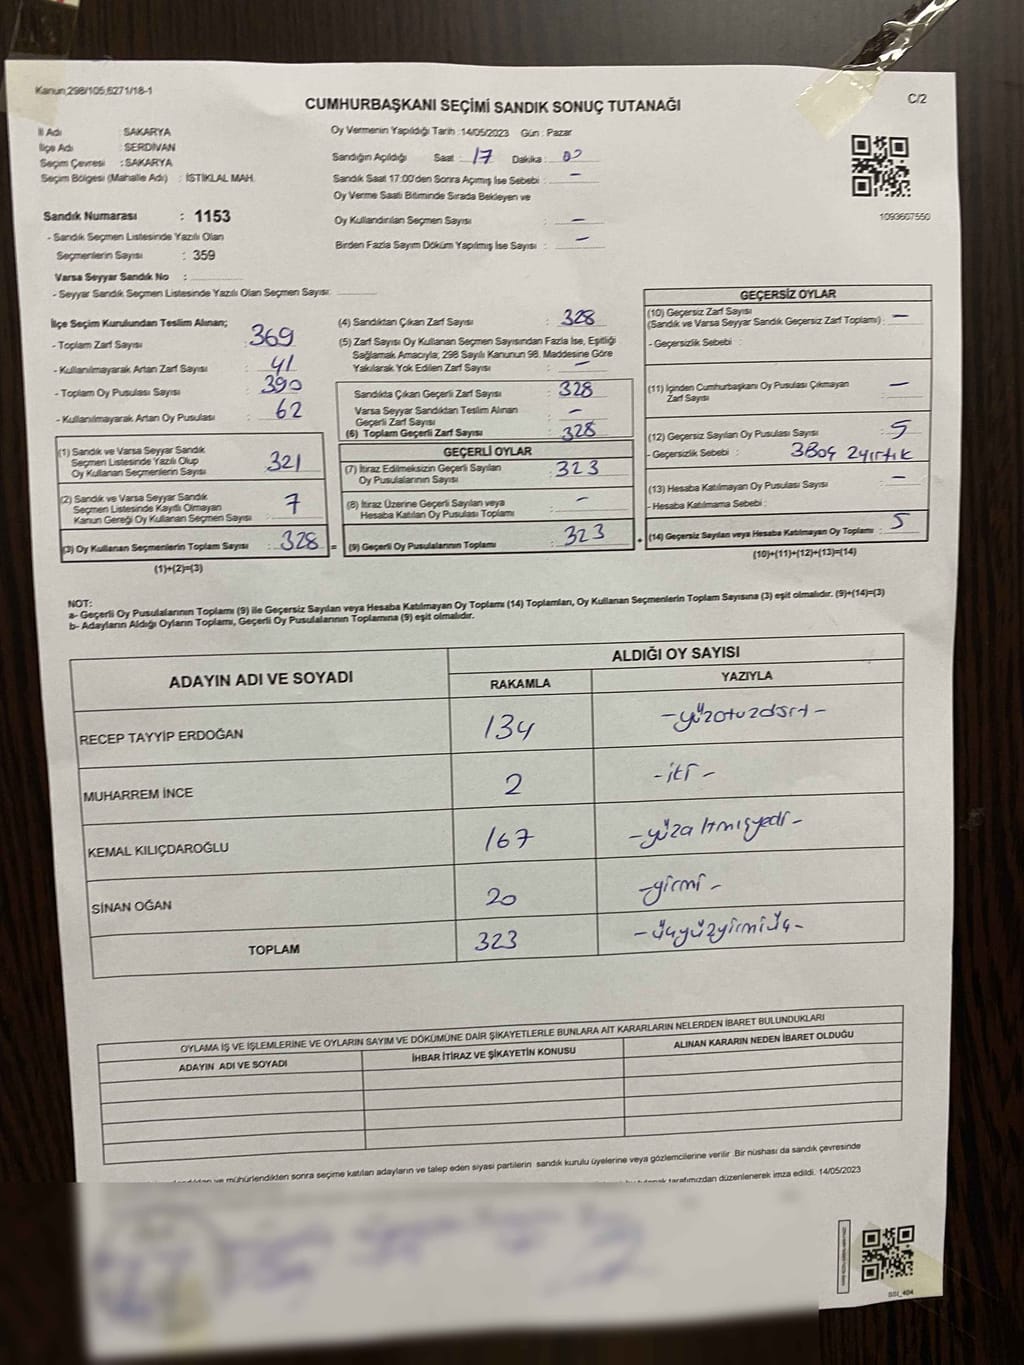 Kanun,298/105,6271/18-1
CUMHURBAŞKANI SEÇİMİ SANDIK SONUÇ TUTANAĞI
C/2
İl Adı : SAKARYA
İlçe Adı : SERDİVAN
Seçim Çevresi : SAKARYA
Seçim Bölgesi (Mahalle Adı) : İSTİKLAL MAH.
Sandık Numarası : 1153
- Sandık Seçmen Listesinde Yazılı Olan
Seçmenlerin Sayısı : 359
Varsa Seyyar Sandık No :
- Seyyar Sandık Seçmen Listesinde Yazılı Olan Seçmen Sayısı:
Oy Vermenin Yapıldığı Tarih :14/05/2023 Gün : Pazar
Sandığın Açıldığı Saat : 17 Dakika : 00
Sandık Saat 17:00'den Sonra Açımış İse Sebebi : -
Oy Verme Saati Bitiminde Sırada Bekleyen ve
Oy Kullandırılan Seçmen Sayısı : -
Birden Fazla Sayım Döküm Yapılmış İse Sayısı : -
1093607550
İlçe Seçim Kurulundan Teslim Alınan;
- Toplam Zarf Sayısı : 369
- Kullanılmayarak Artan Zarf Sayısı : 41
- Toplam Oy Pusulası Sayısı : 390
- Kullanılmayarak Artan Oy Pusulası : 62
(1) Sandık ve Varsa Seyyar Sandık
Seçmen Listesinde Yazılı Olup
Oy Kullanan Seçmenlerin Sayısı : 321
(2) Sandık ve Varsa Seyyar Sandık
Seçmen Listesinde Kayıtlı Olmayan
Kanun Gereği Oy Kullanan Seçmen Sayısı : 7
(3) Oy Kullanan Seçmenlerin Toplam Sayısı : 328 =
(1)+(2)=(3)
(4) Sandıktan Çıkan Zarf Sayısı : 328
(5) Zarf Sayısı Oy Kullanan Seçmen Sayısından Fazla İse, Eşitliği
Sağlamak Amacıyla, 298 Sayılı Kanunun 98. Maddesine Göre
Yakılarak Yok Edilen Zarf Sayısı : -
Sandıkta Çıkan Geçerli Zarf Sayısı : 328
Varsa Seyyar Sandıktan Teslim Alınan
Geçerli Zarf Sayısı : -
(6) Toplam Geçerli Zarf Sayısı : 328
GEÇERLİ OYLAR
(7) İtiraz Edilmeksizin Geçerli Sayılan
Oy Pusulalarının Sayısı : 323
(8) İtiraz Üzerine Geçerli Sayılan veya
Hesaba Katılan Oy Pusulası Toplamı : -
(9) Geçerli Oy Pusulalarının Toplamı : 323 +
GEÇERSİZ OYLAR
(10) Geçersiz Zarf Sayısı
(Sandık ve Varsa Seyyar Sandık Geçersiz Zarf Toplamı) : -
- Geçersizlik Sebebi :
(11) İçinden Cumhurbaşkanı Oy Pusulası Çıkmayan
Zarf Sayısı : -
(12) Geçersiz Sayılan Oy Pusulası Sayısı : 5
- Geçersizlik Sebebi : 3 Boş 2 yırtık
(13) Hesaba Katılmayan Oy Pusulası Sayısı : -
- Hesaba Katılmama Sebebi :
(14) Geçersiz Sayılan veya Hesaba Katılmayan Oy Toplamı : 5
(10)+(11)+(12)+(13)=(14)
NOT:
a- Geçerli Oy Pusulalarının Toplamı (9) ile Geçersiz Sayılan veya Hesaba Katılmayan Oy Toplamı (14) Toplamları, Oy Kullanan Seçmenlerin Toplam Sayısına (3) eşit olmalıdır. (9)+(14)=(3)
b- Adayların Aldığı Oyların Toplamı, Geçerli Oy Pusulalarının Toplamına (9) eşit olmalıdır.
ADAYIN ADI VE SOYADI ALDIĞI OY SAYISI
RAKAMLA YAZIYLA
RECEP TAYYİP ERDOĞAN 134 -yüzotuzdört-
MUHARREM İNCE 2 -iki-
KEMAL KILIÇDAROĞLU 167 -yüzaltmışyedi-
SİNAN OĞAN 20 -yirmi-
TOPLAM 323 -üçyüzyirmiüç-
OYLAMA İŞ VE İŞLEMLERİNE VE OYLARIN SAYIM VE DÖKÜMÜNE DAİR ŞİKAYETLERLE BUNLARA AİT KARARLARIN NELERDEN İBARET BULUNDUKLARI
ADAYIN ADI VE SOYADI İHBAR İTİRAZ VE ŞİKAYETİN KONUSU ALINAN KARARIN NEDEN İBARET OLDUĞU
ve mühürlendikten sonra seçime katılan adayların ve talep eden siyasi partilerin sandık kurulu üyelerine veya gözlemcilerine verilir Bir nüshası da sandık çevresinde
tarafımızdan düzenlenerek imza edildi. 14/05/2023
SSI_404